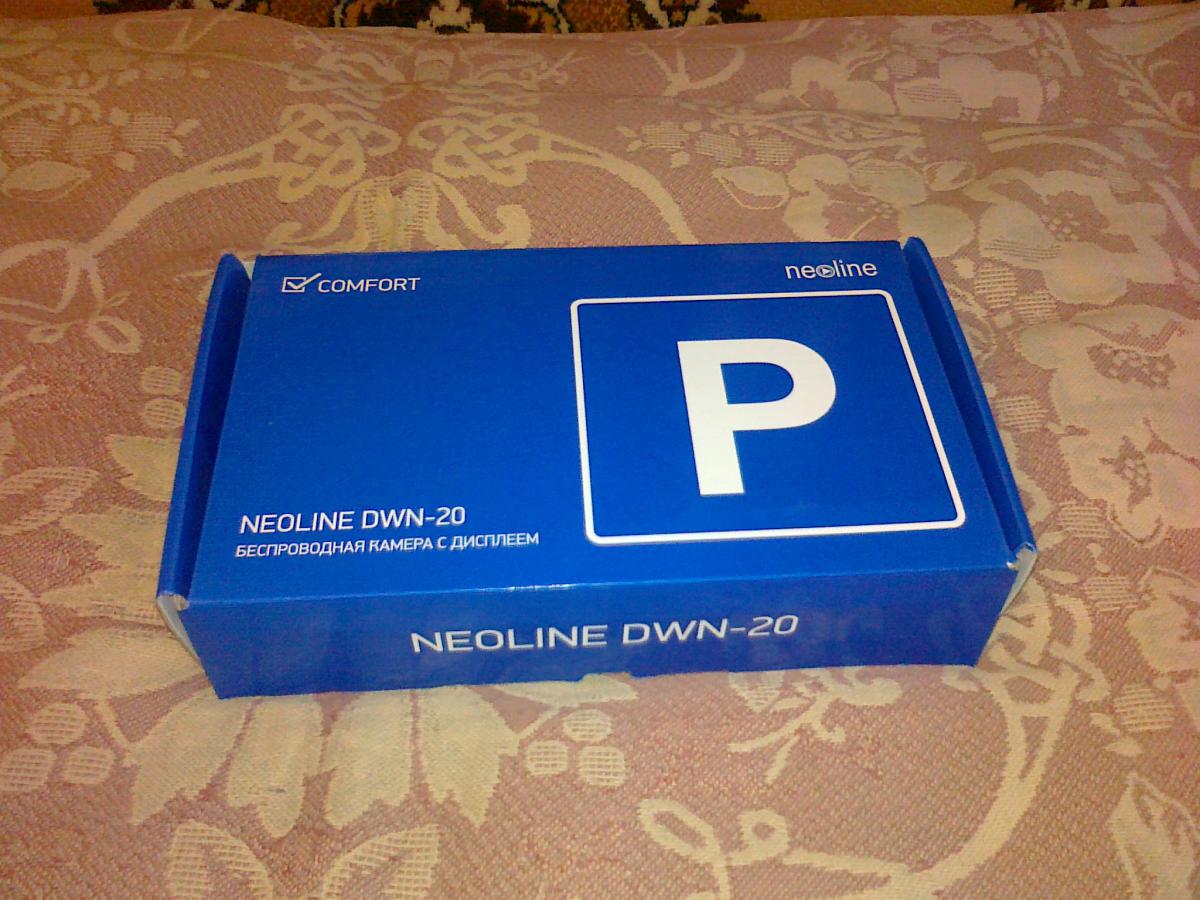 COMFORT
neoline
P
NEOLINE DWN-20
БЕСПРОВОДНАЯ КАМЕРА С ДИСПЛЕЕМ
NEOLINE DWN-20